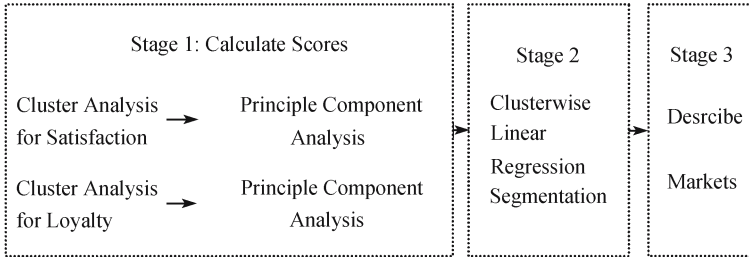 Stage 1: Calculate Scores
Cluster Analysis
for Satisfaction
Principle Component
Analysis
Cluster Analysis
for Loyalty
Principle Component
Analysis
Stage 2
Clusterwise
Linear
Regression
Segmentation
Stage 3
Desrcibe
Markets